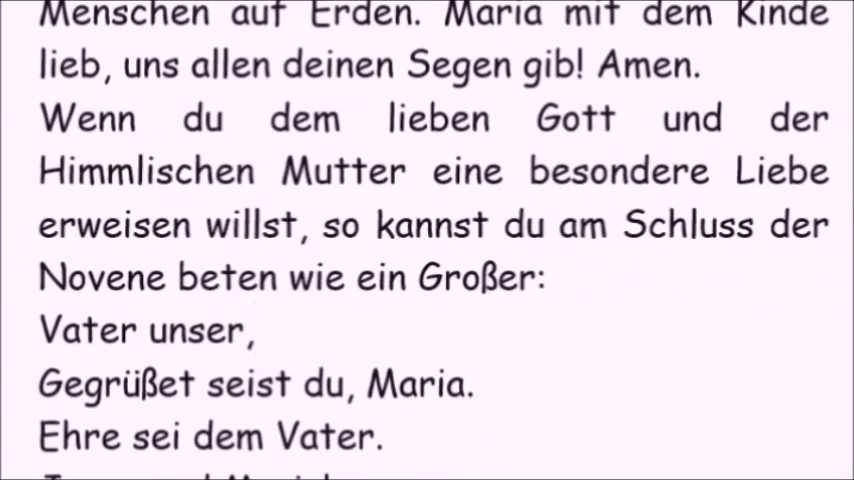 Menschen auf Erden. Maria mit dem Kinde
lieb, uns allen deinen Segen gib! Amen.
Wenn du dem lieben Gott und der
Himmlischen Mutter eine besondere Liebe
erweisen willst, so kannst du am Schluss der
Novene beten wie ein Großer:
Vater unser,
Gegrüßet seist du, Maria.
Ehre sei dem Vater.